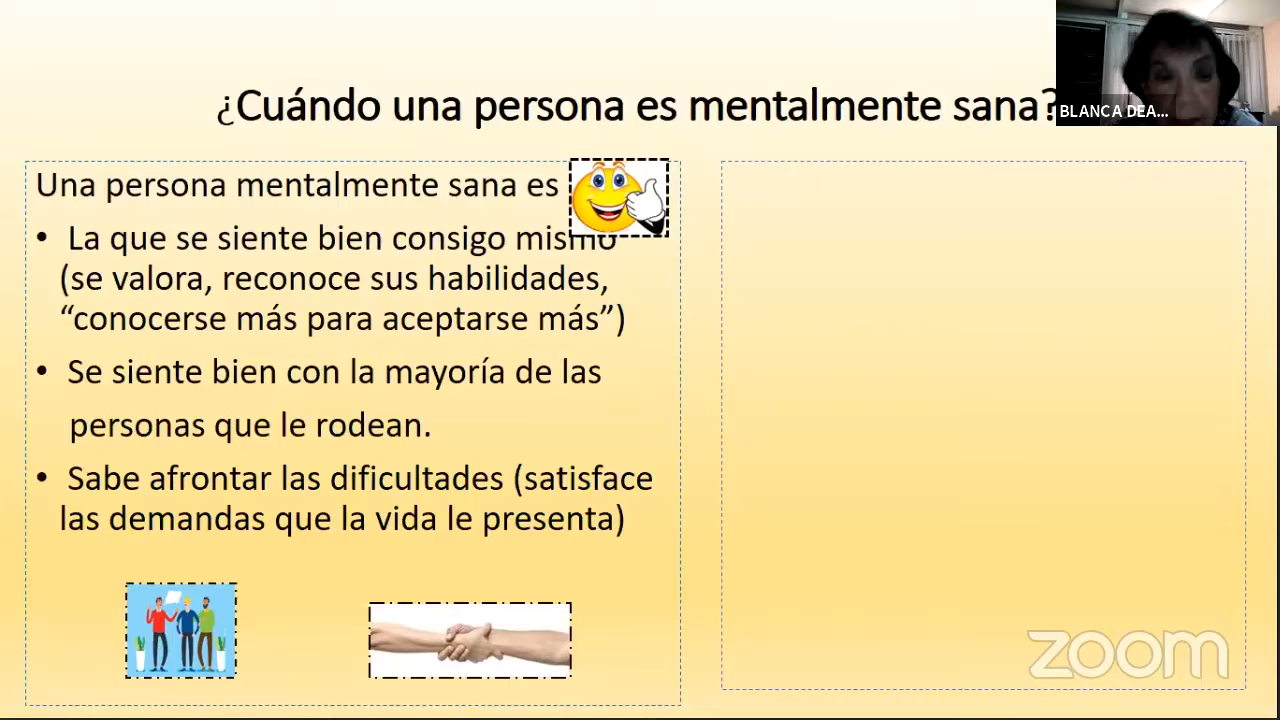 ¿Cuándo una persona es mentalmente sana?
BLANCA DEA...
Una persona mentalmente sana es
• La que se siente bien consigo mismo
(se valora, reconoce sus habilidades,
“conocerse más para aceptarse más”)
• Se siente bien con la mayoría de las
personas que le rodean.
• Sabe afrontar las dificultades (satisface
las demandas que la vida le presenta)
zoom